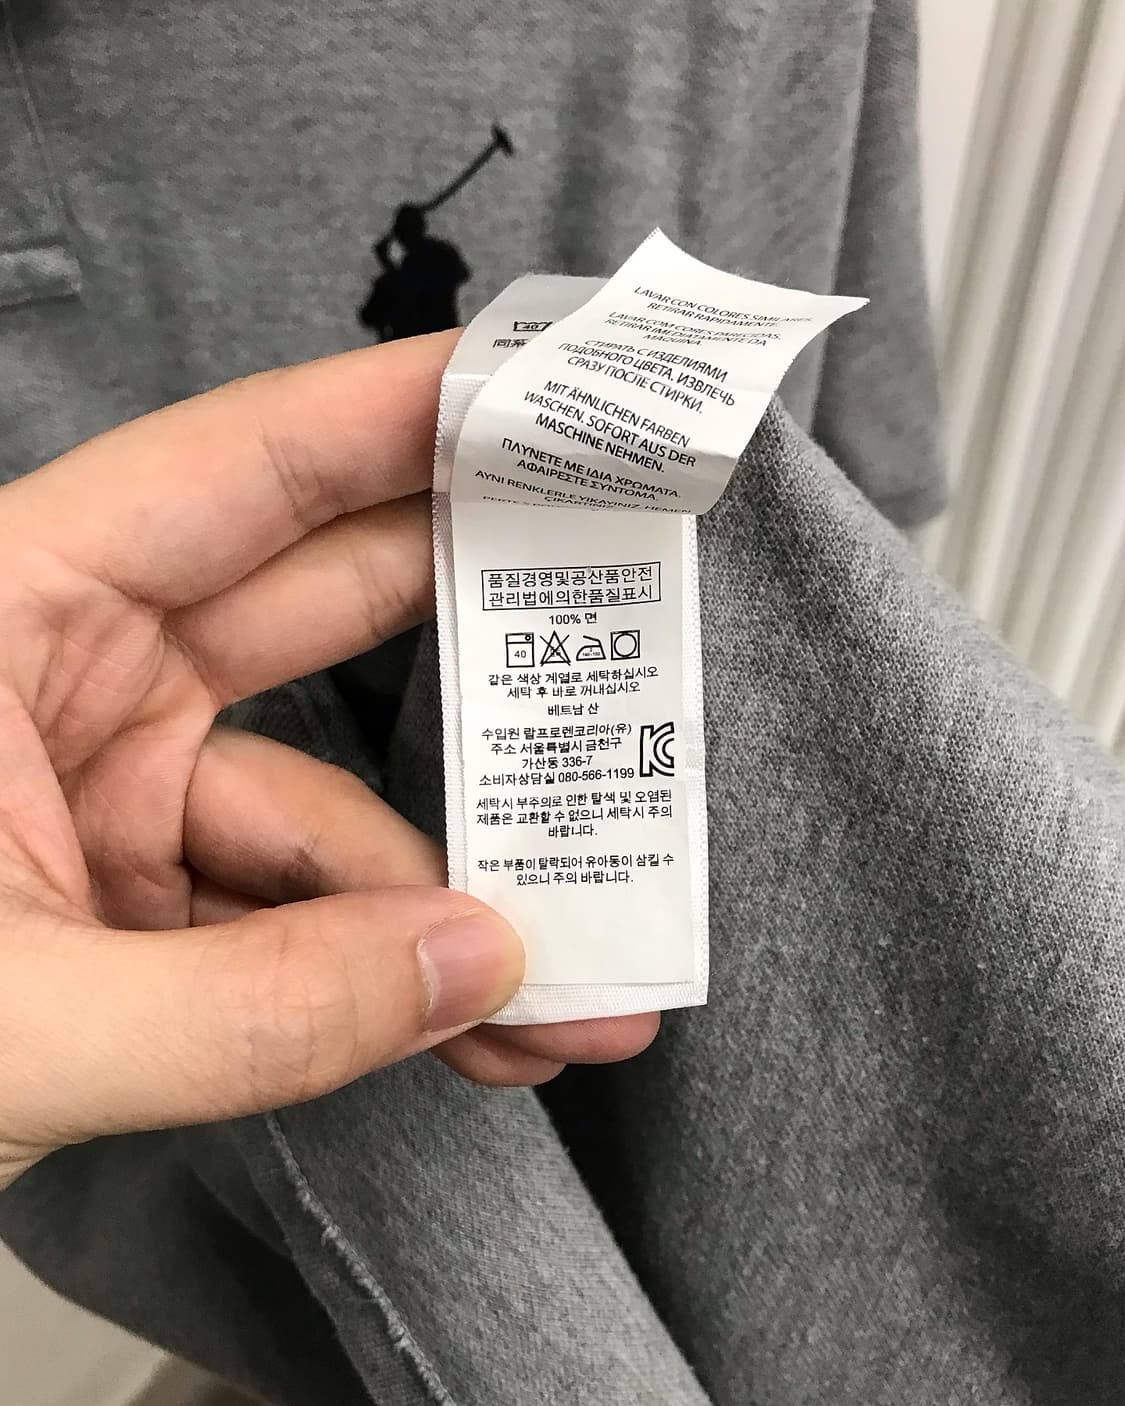 40
LAVAR CON COLORES SIMILARES.
RETIRAR RAPIDAMENTE.
LAVAR COM CORES PARECIDAS.
RETIRAR IMEDIATAMENTE DA
MAQUINA.
СТИРАТЬ С ИЗДЕЛИЯМИ
ПОДОБНОГО ЦВЕТА. ИЗВЛЕЧЬ
СРАЗУ ПОСЛЕ СТИРКИ.
MIT ÄHNLICHEN FARBEN
WASCHEN. SOFORT AUS DER
MASCHINE NEHMEN.
ΠΛΥΝΕΤΕ ΜΕ ΙΔΙΑ ΧΡΩΜΑΤΑ.
ΑΦΑΙΡΕΣΤΕ ΣΥΝΤΟΜΑ.
AYNI RENKLERLE YIKAYINIZ. HEMEN
ÇIKARTINIZ
품질경영및공산품안전
관리법에의한품질표시
100% 면
40
같은 색상 계열로 세탁하십시오
세탁 후 바로 꺼내십시오
베트남 산
수입원 랄프로렌코리아(유)
주소 서울특별시 금천구
가산동 336-7
소비자상담실 080-566-1199
세탁시 부주의로 인한 탈색 및 오염된
제품은 교환할 수 없으니 세탁시 주의
바랍니다.
작은 부품이 탈락되어 유아동이 삼킬 수
있으니 주의 바랍니다.